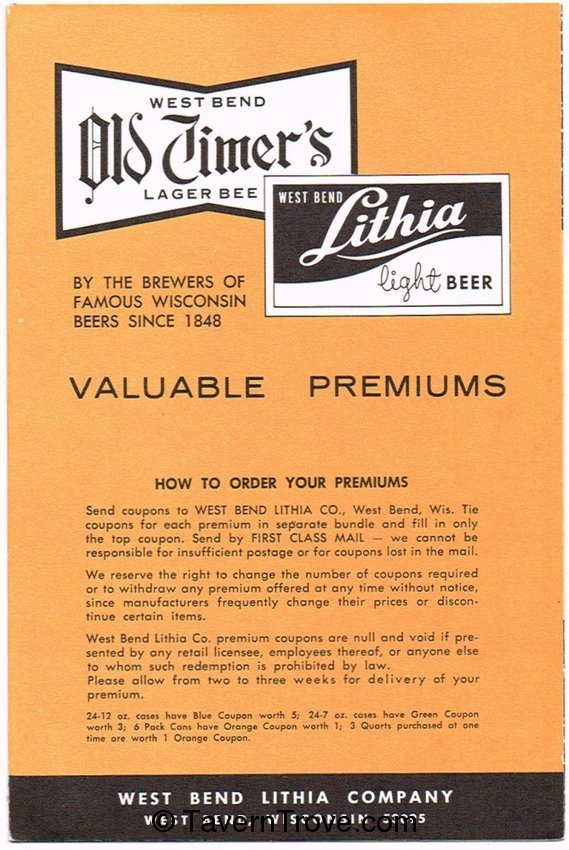 WEST BEND
Old Timer's
LAGER BEE
WEST BEND
Lithia
light BEER
BY THE BREWERS OF
FAMOUS WISCONSIN
BEERS SINCE 1848
VALUABLE PREMIUMS
HOW TO ORDER YOUR PREMIUMS
Send coupons to WEST BEND LITHIA CO., West Bend, Wis. Tie
coupons for each premium in separate bundle and fill in only
the top coupon. Send by FIRST CLASS MAIL — we cannot be
responsible for insufficient postage or for coupons lost in the mail.
We reserve the right to change the number of coupons required
or to withdraw any premium offered at any time without notice,
since manufacturers frequently change their prices or discon-
tinue certain items.
West Bend Lithia Co. premium coupons are null and void if pre-
sented by any retail licensee, employees thereof, or anyone else
to whom such redemption is prohibited by law.
Please allow from two to three weeks for delivery of your
premium.
24-12 oz. cases have Blue Coupon worth 5; 24-7 oz. cases have Green Coupon
worth 3; 6 Pack Cans have Orange Coupon worth 1; 3 Quarts purchased at one
time are worth 1 Orange Coupon.
WEST BEND LITHIA COMPANY
WEST BEND, WISCONSIN 53095
© TavernTrove.com